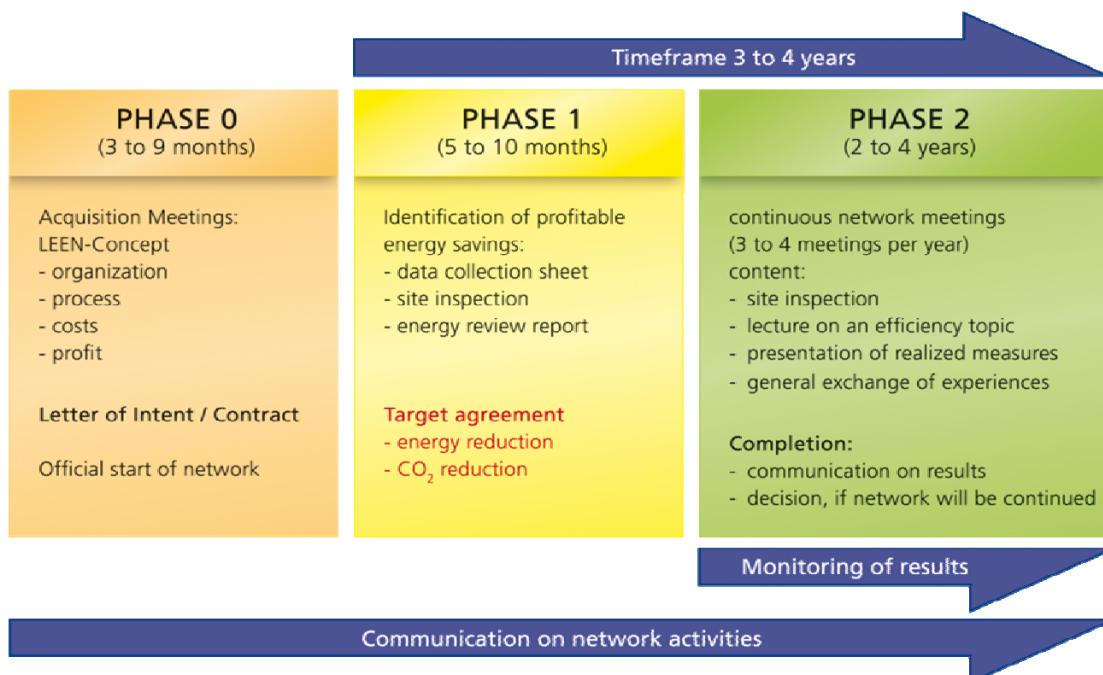 Timeframe 3 to 4 years
PHASE 0
(3 to 9 months)
Acquisition Meetings:
LEEN-Concept
- organization
- process
- costs
- profit
Letter of Intent / Contract
Official start of network
PHASE 1
(5 to 10 months)
Identification of profitable
energy savings:
- data collection sheet
- site inspection
- energy review report
Target agreement
- energy reduction
- CO₂ reduction
PHASE 2
(2 to 4 years)
continuous network meetings
(3 to 4 meetings per year)
content:
- site inspection
- lecture on an efficiency topic
- presentation of realized measures
- general exchange of experiences
Completion:
- communication on results
- decision, if network will be continued
Monitoring of results
Communication on network activities